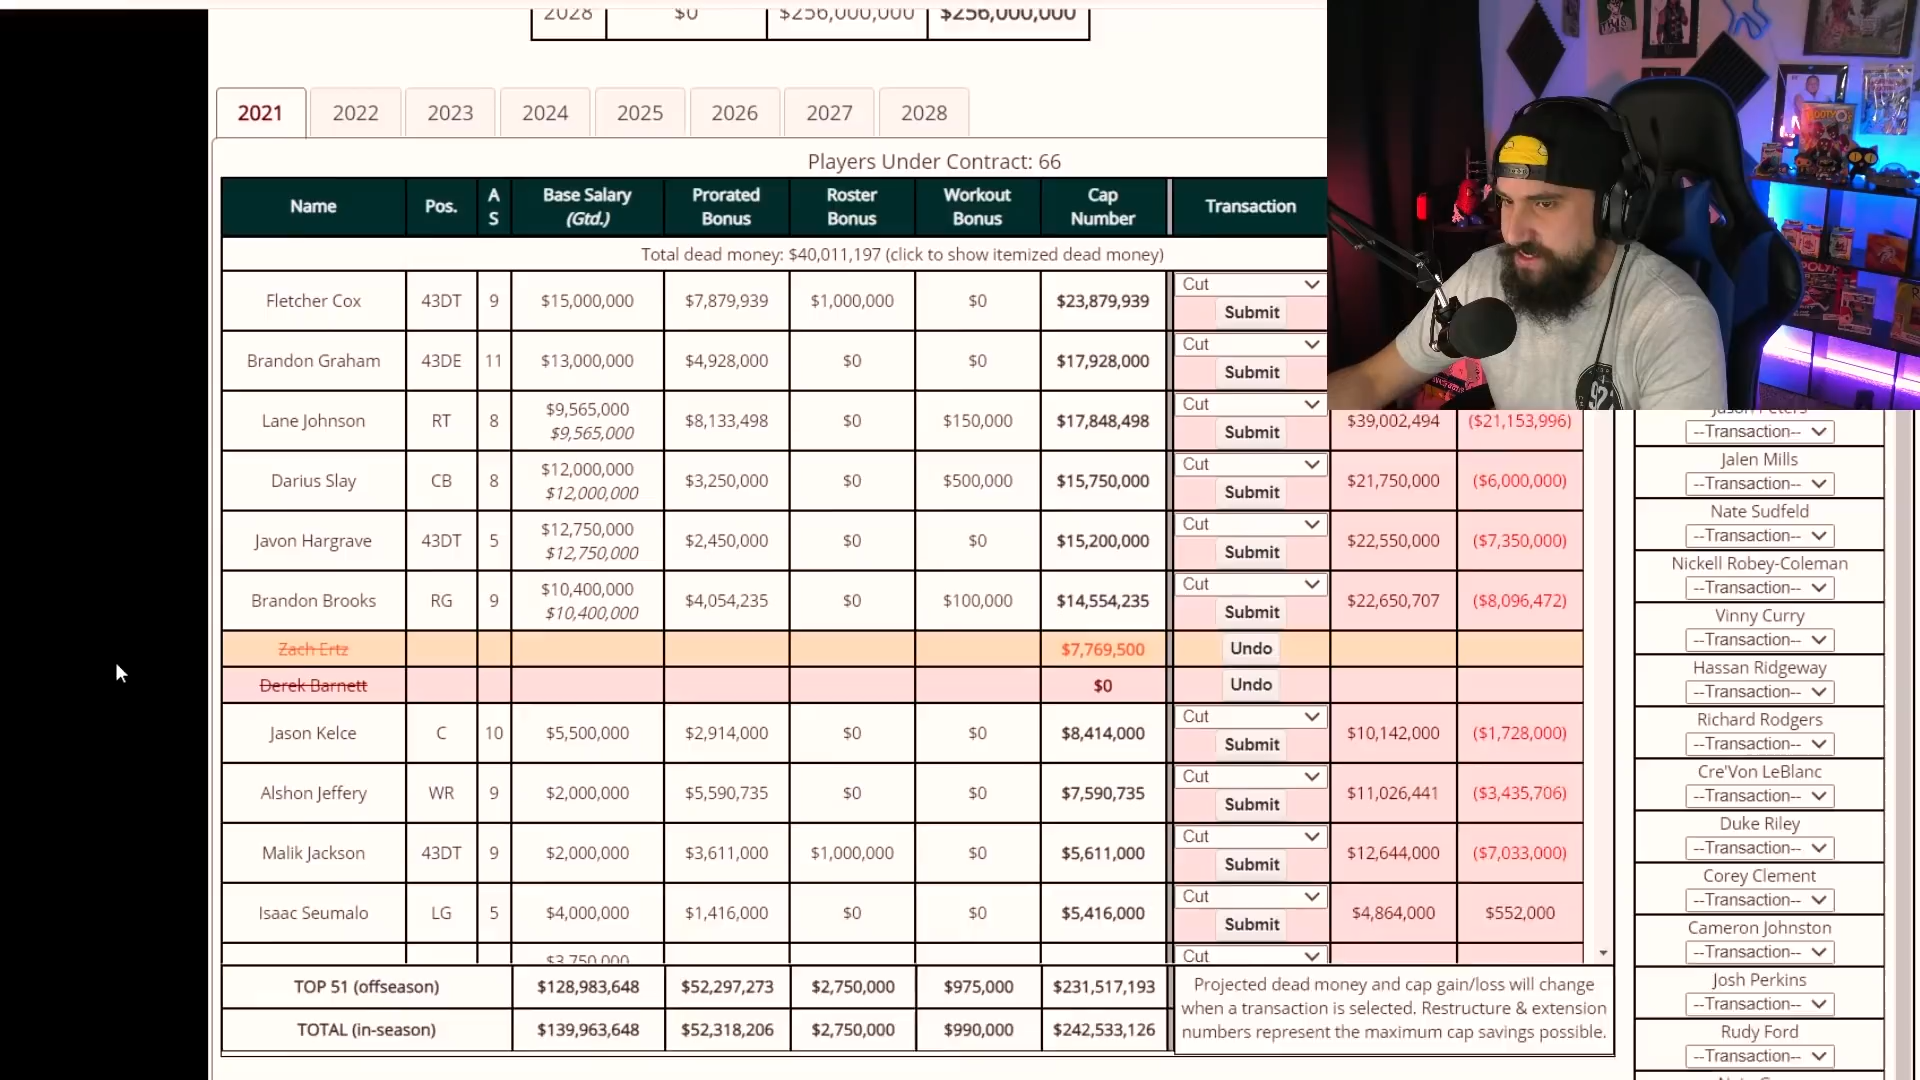 2028 $0 $256,000,000 $256,000,000
2021 2022 2023 2024 2025 2026 2027 2028
Players Under Contract: 66
Name Pos. A S Base Salary (Gtd.) Prorated Bonus Roster Bonus Workout Bonus Cap Number Transaction
Total dead money: $40,011,197 (click to show itemized dead money)
Fletcher Cox 43DT 9 $15,000,000 $7,879,939 $1,000,000 $0 $23,879,939 Cut Submit
Brandon Graham 43DE 11 $13,000,000 $4,928,000 $0 $0 $17,928,000 Cut Submit
Lane Johnson RT 8 $9,565,000 $9,565,000 $8,133,498 $0 $150,000 $17,848,498 Cut Submit $39,002,494 ($21,153,996)
Darius Slay CB 8 $12,000,000 $12,000,000 $3,250,000 $0 $500,000 $15,750,000 Cut Submit $21,750,000 ($6,000,000)
Javon Hargrave 43DT 5 $12,750,000 $12,750,000 $2,450,000 $0 $0 $15,200,000 Cut Submit $22,550,000 ($7,350,000)
Brandon Brooks RG 9 $10,400,000 $10,400,000 $4,054,235 $0 $100,000 $14,554,235 Cut Submit $22,650,707 ($8,096,472)
Zach Ertz $7,769,500 Undo
Derek Barnett $0 Undo
Jason Kelce C 10 $5,500,000 $2,914,000 $0 $0 $8,414,000 Cut Submit $10,142,000 ($1,728,000)
Alshon Jeffery WR 9 $2,000,000 $5,590,735 $0 $0 $7,590,735 Cut Submit $11,026,441 ($3,435,706)
Malik Jackson 43DT 9 $2,000,000 $3,611,000 $1,000,000 $0 $5,611,000 Cut Submit $12,644,000 ($7,033,000)
Isaac Seumalo LG 5 $4,000,000 $1,416,000 $0 $0 $5,416,000 Cut Submit $4,864,000 $552,000
$3,750,000 Cut
TOP 51 (offseason) $128,983,648 $52,297,273 $2,750,000 $975,000 $231,517,193
TOTAL (in-season) $139,963,648 $52,318,206 $2,750,000 $990,000 $242,533,126
Projected dead money and cap gain/loss will change
when a transaction is selected. Restructure & extension
numbers represent the maximum cap savings possible.
Jason Peters
--Transaction--
Jalen Mills
--Transaction--
Nate Sudfeld
--Transaction--
Nickell Robey-Coleman
--Transaction--
Vinny Curry
--Transaction--
Hassan Ridgeway
--Transaction--
Richard Rodgers
--Transaction--
Cre'Von LeBlanc
--Transaction--
Duke Riley
--Transaction--
Corey Clement
--Transaction--
Cameron Johnston
--Transaction--
Josh Perkins
--Transaction--
Rudy Ford
--Transaction--